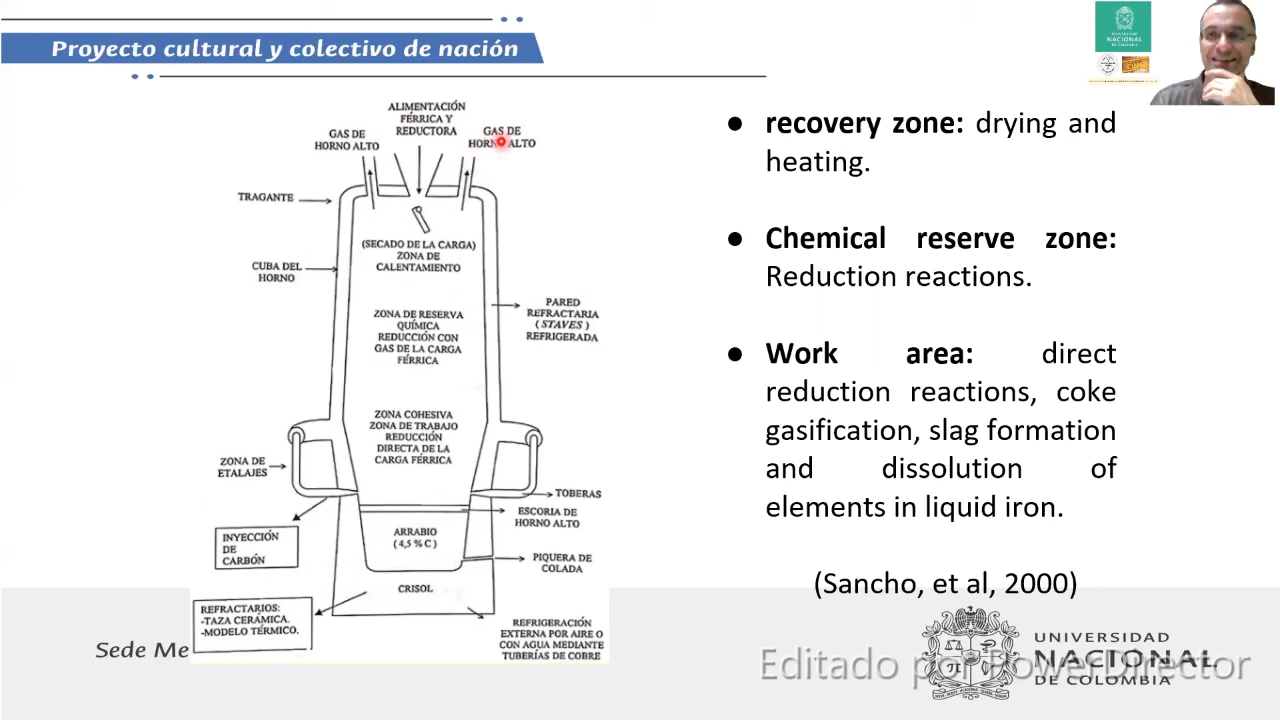 Proyecto cultural y colectivo de nación
UNIVERSIDAD
NACIONAL
DE COLOMBIA
ALIMENTACIÓN
FÉRRICA Y
REDUCTORA
GAS DE
HORNO ALTO
GAS DE
HORNO ALTO
TRAGANTE
(SECADO DE LA CARGA)
ZONA DE
CALENTAMIENTO
CUBA DEL
HORNO
PARED
REFRACTARIA
(STAVES)
REFRIGERADA
ZONA DE RESERVA
QUÍMICA
REDUCCIÓN CON
GAS DE LA CARGA
FÉRRICA
ZONA COHESIVA
ZONA DE TRABAJO
REDUCCIÓN
DIRECTA DE LA
CARGA FÉRRICA
ZONA DE
ETALAJES
TOBERAS
ESCORIA DE
HORNO ALTO
ARRABIO
(4,5 % C)
INYECCIÓN
DE
CARBÓN
PIQUERA DE
COLADA
CRISOL
REFRACTARIOS:
-TAZA CERÁMICA.
-MODELO TÉRMICO.
REFRIGERACIÓN
EXTERNA POR AIRE O
CON AGUA MEDIANTE
TUBERÍAS DE COBRE
● recovery zone: drying and
heating.
● Chemical reserve zone:
Reduction reactions.
● Work area: direct
reduction reactions, coke
gasification, slag formation
and dissolution of
elements in liquid iron.
(Sancho, et al, 2000)
Sede Me
UNIVERSIDAD
NACIONAL
DE COLOMBIA
Editado por PowerDirector